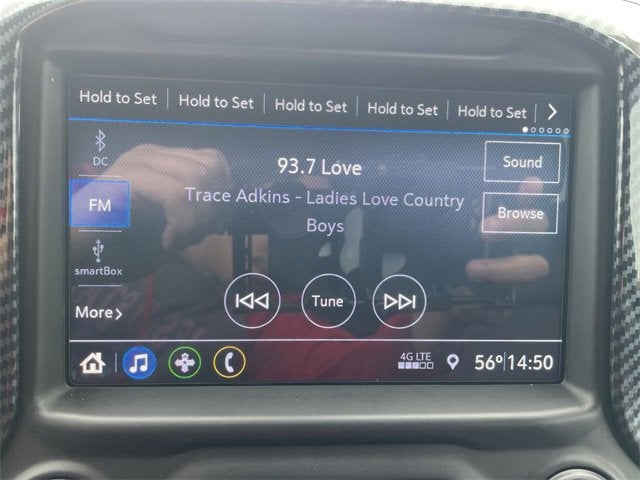 Hold to Set Hold to Set Hold to Set Hold to Set Hold to Set
DC
93.7 Love
Sound
FM
Trace Adkins - Ladies Love Country
Boys
Browse
smartBox
More
Tune
4G LTE
56° 14:50